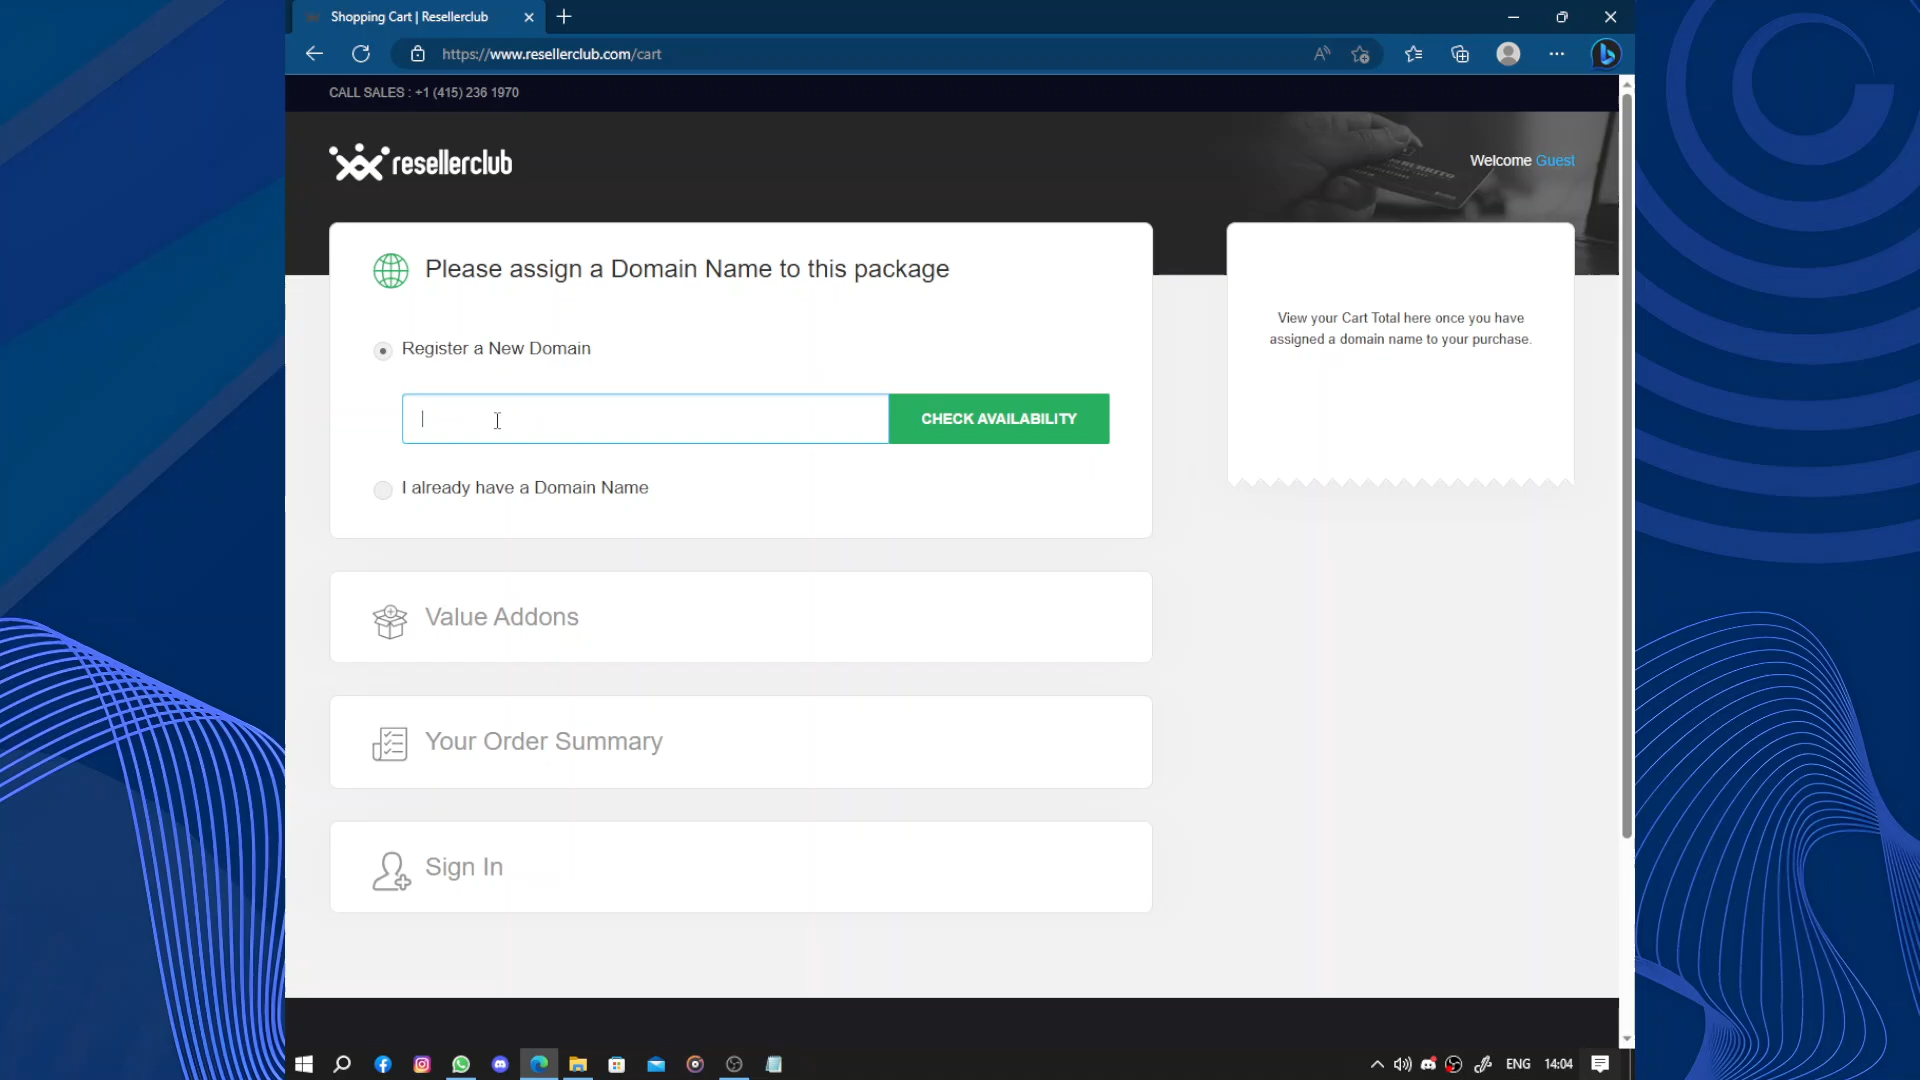 Shopping Cart | Resellerclub
https://www.resellerclub.com/cart
CALL SALES : +1 (415) 236 1970
resellerclub
Welcome Guest
Please assign a Domain Name to this package
Register a New Domain
CHECK AVAILABILITY
I already have a Domain Name
View your Cart Total here once you have
assigned a domain name to your purchase.
Value Addons
Your Order Summary
Sign In
ENG 14:04